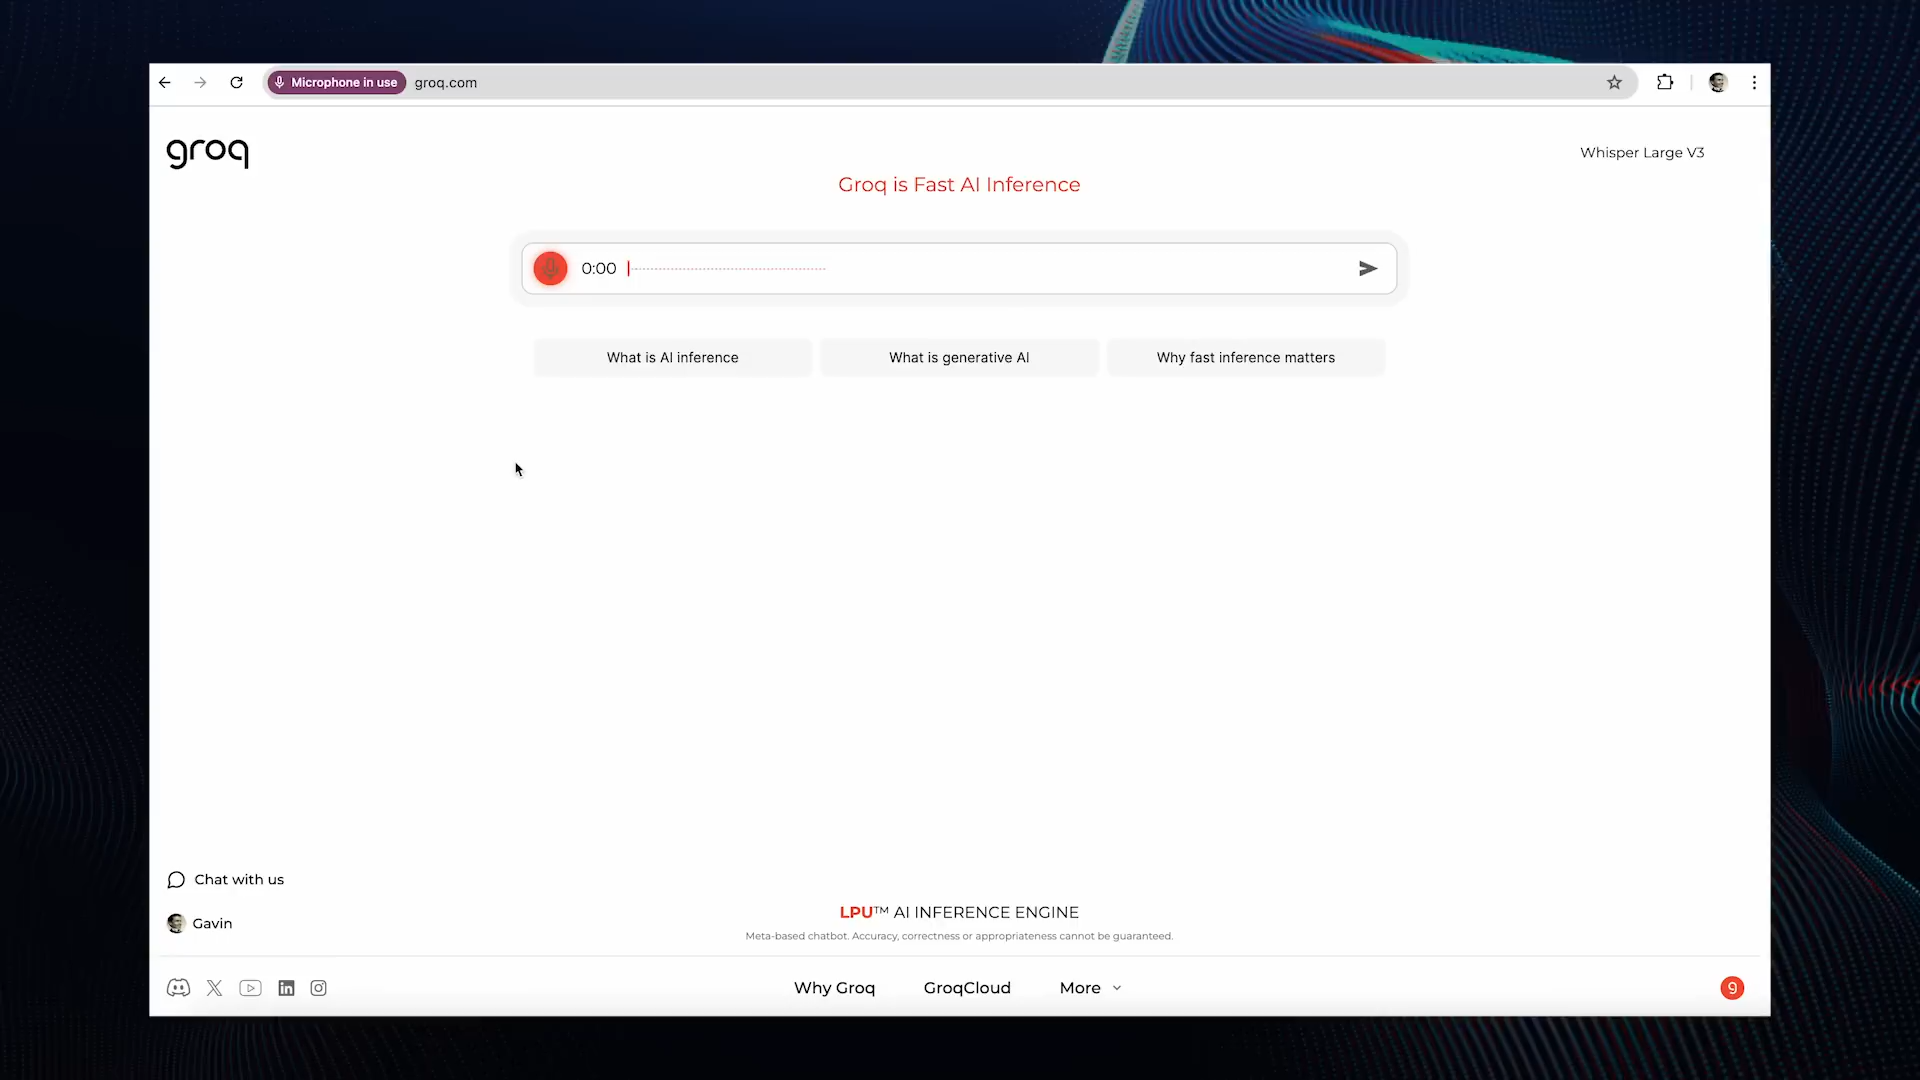 Microphone in use groq.com
groq
Whisper Large V3
Groq is Fast AI Inference
0:00
What is AI inference
What is generative AI
Why fast inference matters
Chat with us
Gavin
LPU™ AI INFERENCE ENGINE
Meta-based chatbot. Accuracy, correctness or appropriateness cannot be guaranteed.
in
Why Groq
GroqCloud
More
9